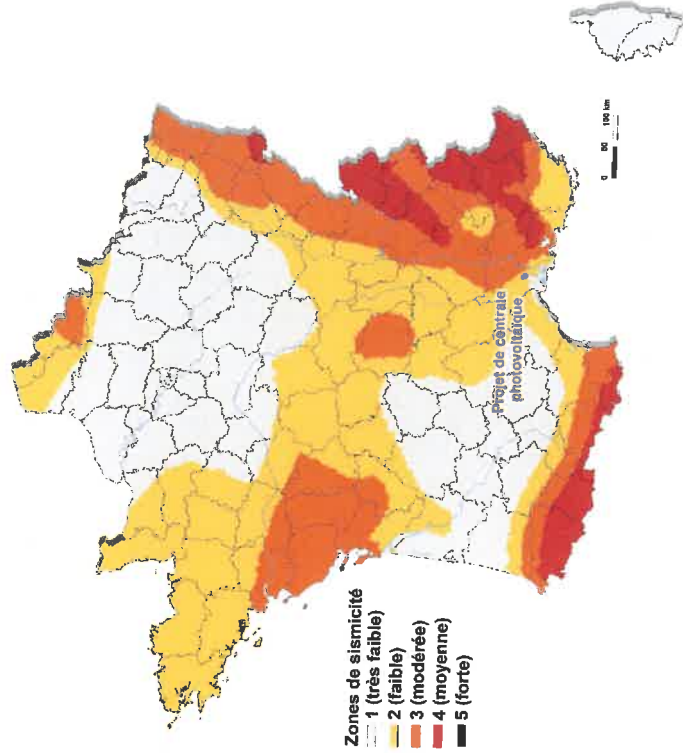 Projet de centrale
photovoltaïque
Zones de sismicité
1 (très faible)
2 (faible)
3 (modérée)
4 (moyenne)
5 (forte)
0 50 100 km